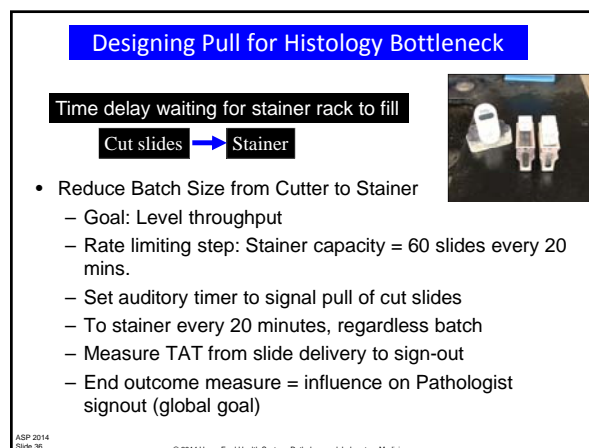 Designing Pull for Histology Bottleneck
Time delay waiting for stainer rack to fill
Cut slides Stainer
• Reduce Batch Size from Cutter to Stainer
– Goal: Level throughput
– Rate limiting step: Stainer capacity = 60 slides every 20
mins.
– Set auditory timer to signal pull of cut slides
– To stainer every 20 minutes, regardless batch
– Measure TAT from slide delivery to sign-out
– End outcome measure = influence on Pathologist
signout (global goal)
ASP 2014
Slide 36